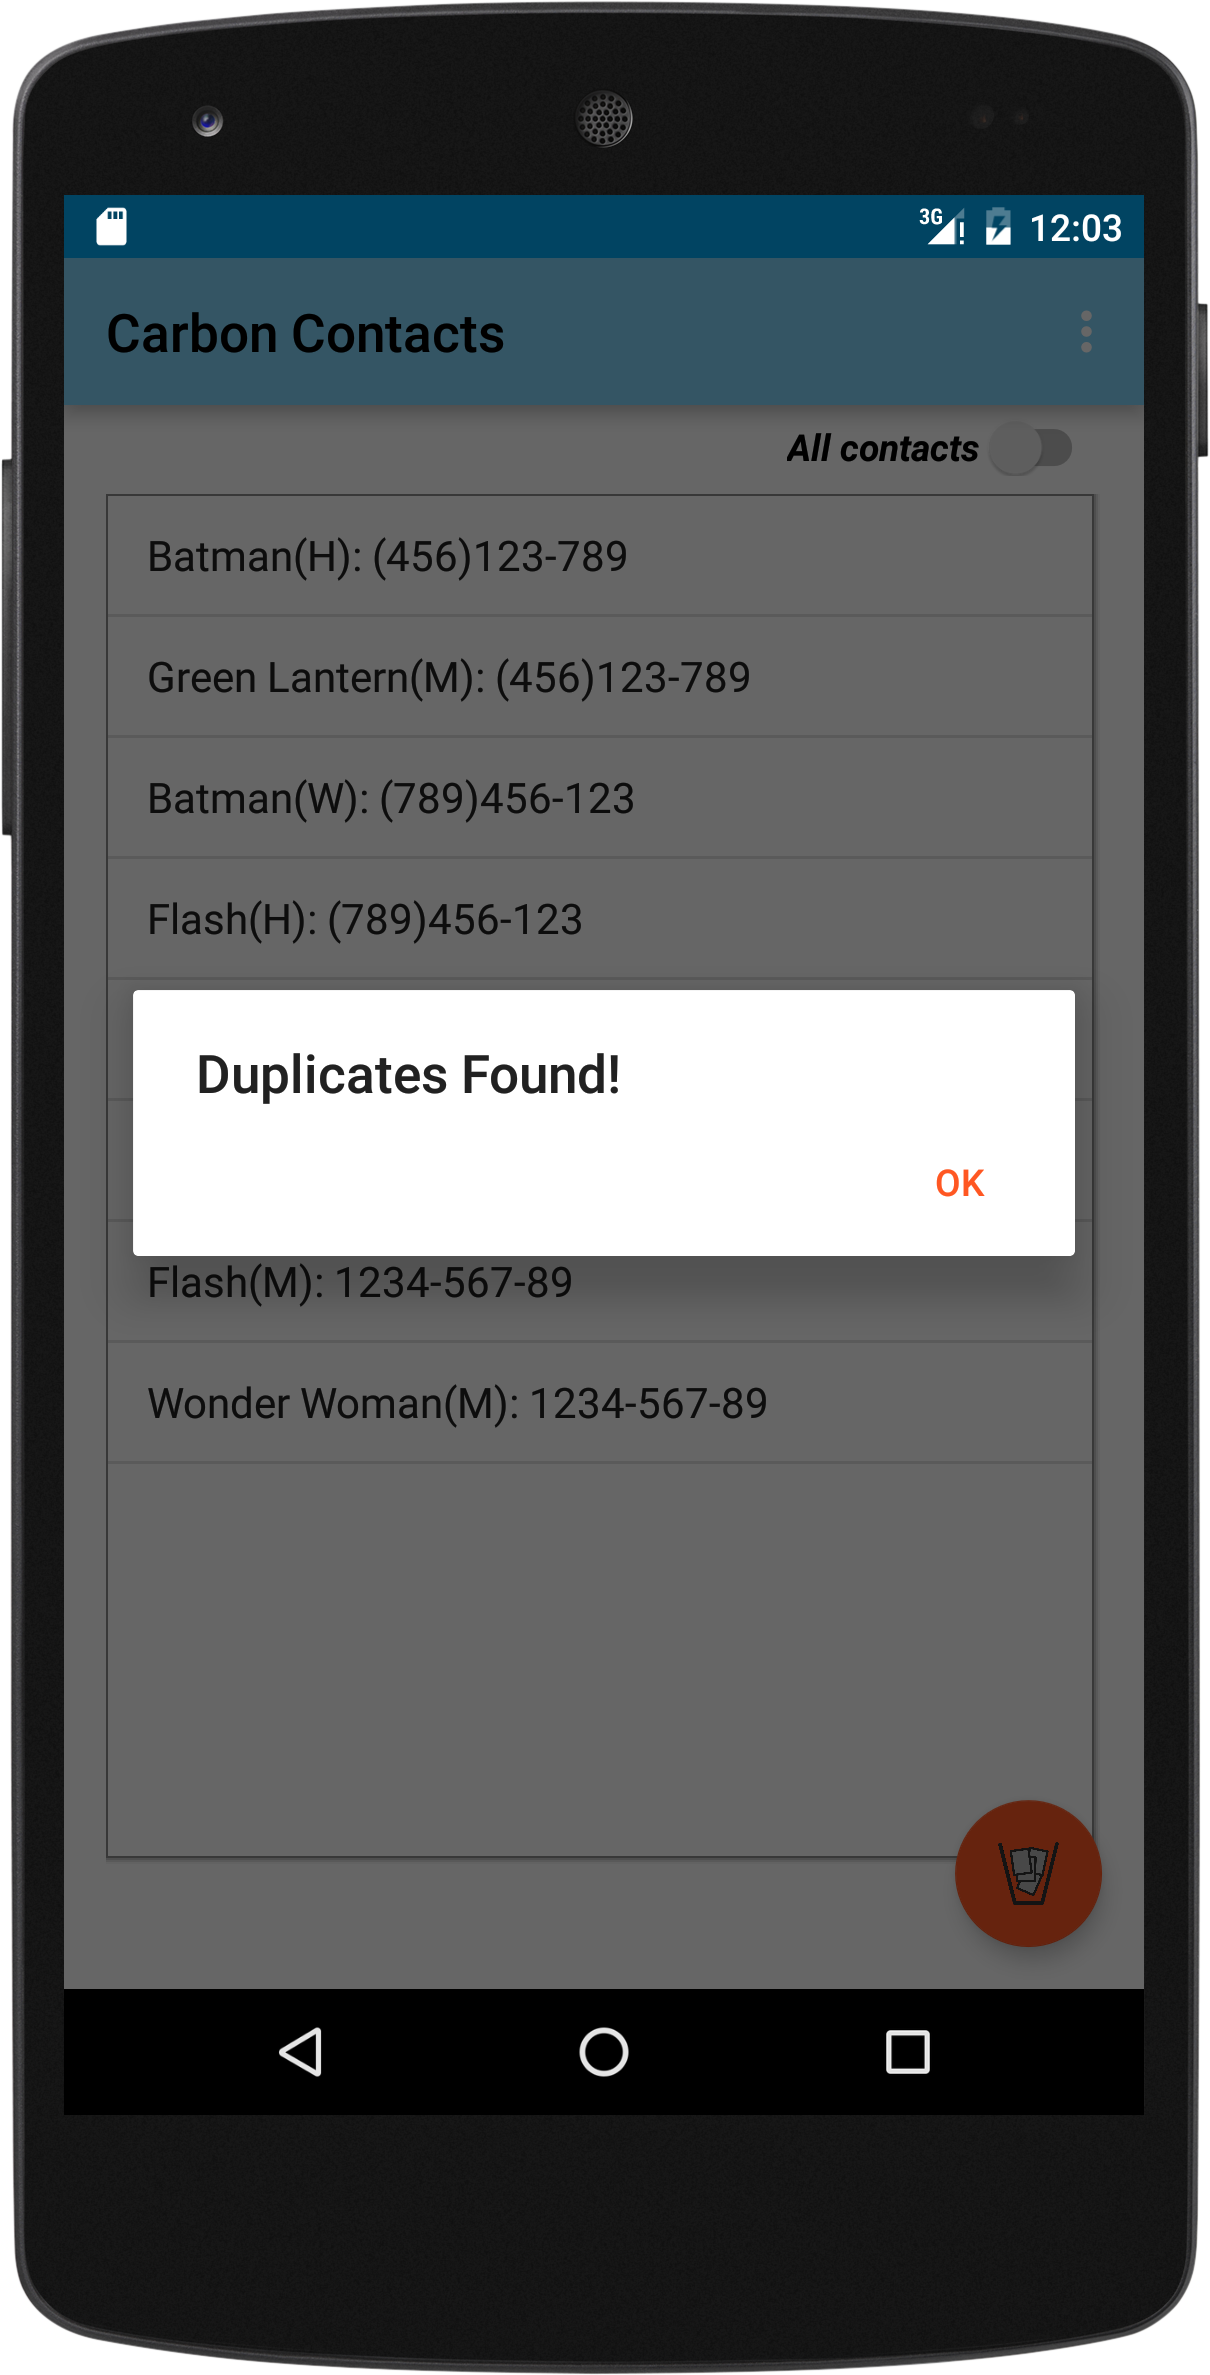 3G 12:03
Carbon Contacts
All contacts
Batman(H): (456)123-789
Green Lantern(M): (456)123-789
Batman(W): (789)456-123
Flash(H): (789)456-123
Duplicates Found!
OK
Flash(M): 1234-567-89
Wonder Woman(M): 1234-567-89